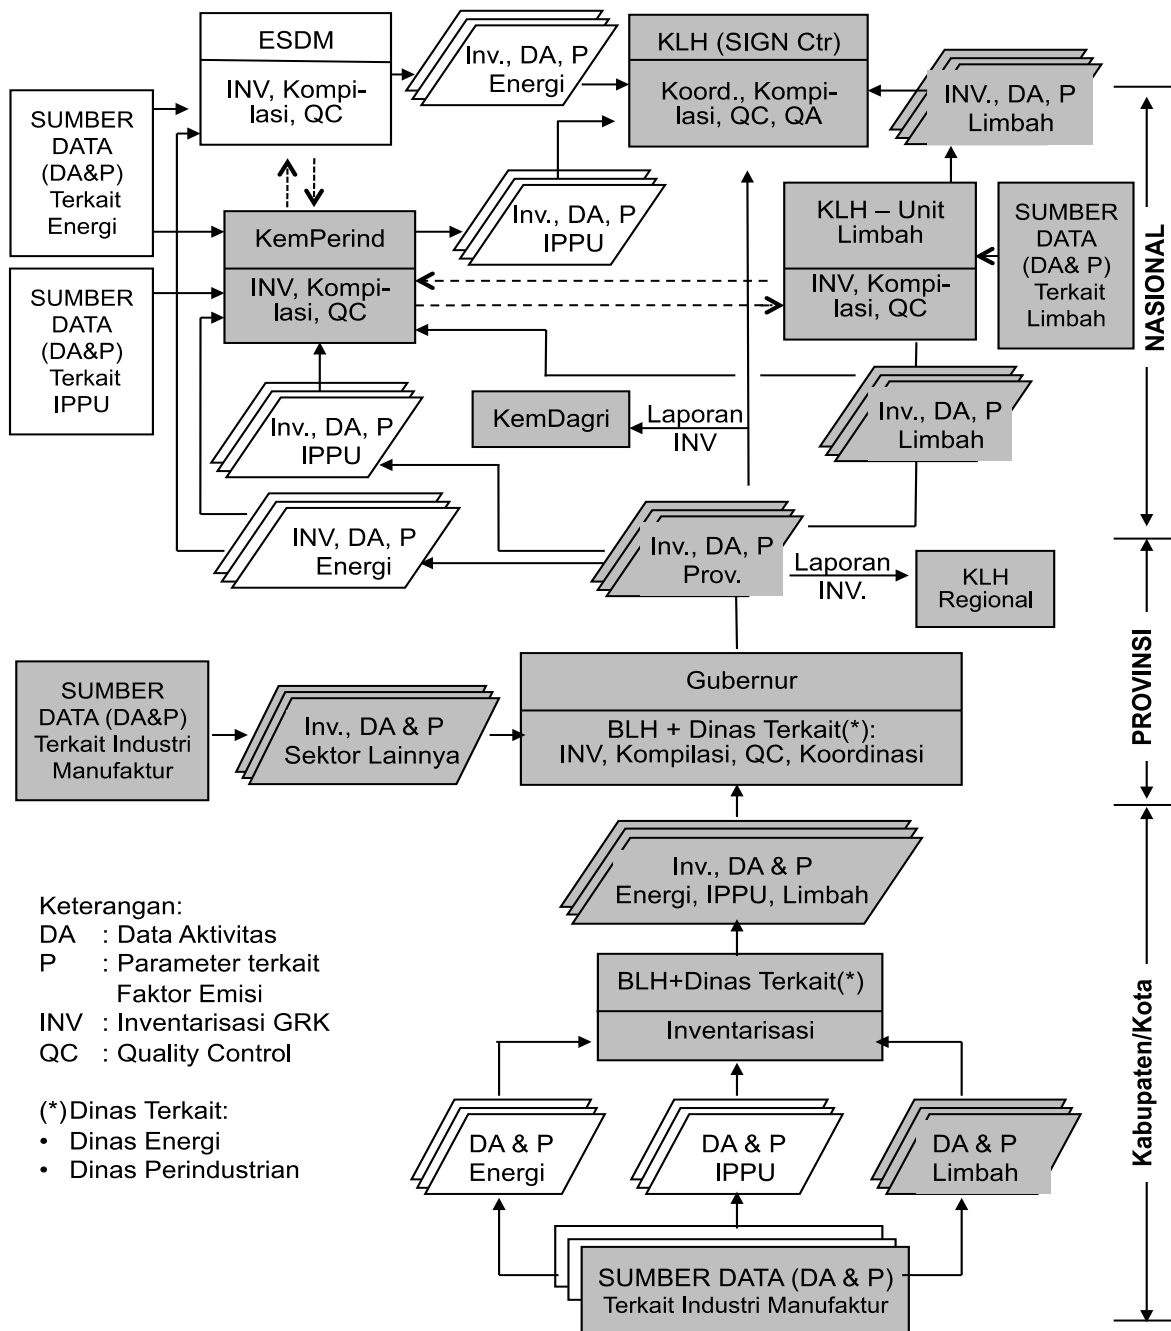 ESDM
INV, Kompi-
lasi, QC
Inv., DA, P
Energi
KLH (SIGN Ctr)
Koord., Kompi-
lasi, QC, QA
INV., DA, P
Limbah
SUMBER
DATA
(DA&P)
Terkait
Energi
Inv., DA, P
IPPU
KemPerind
INV, Kompi-
lasi, QC
KLH – Unit
Limbah
INV, Kompi-
lasi, QC
SUMBER
DATA
(DA& P)
Terkait
Limbah
NASIONAL
SUMBER
DATA
(DA&P)
Terkait
IPPU
Inv., DA, P
IPPU
KemDagri
Laporan
INV
Inv., DA, P
Limbah
INV, DA, P
Energi
Inv., DA, P
Prov.
Laporan
INV.
KLH
Regional
PROVINSI
SUMBER
DATA (DA&P)
Terkait Industri
Manufaktur
Inv., DA & P
Sektor Lainnya
Gubernur
BLH + Dinas Terkait(*):
INV, Kompilasi, QC, Koordinasi
Inv., DA & P
Energi, IPPU, Limbah
Keterangan:
DA : Data Aktivitas
P : Parameter terkait
Faktor Emisi
INV : Inventarisasi GRK
QC : Quality Control
(*)Dinas Terkait:
• Dinas Energi
• Dinas Perindustrian
BLH+Dinas Terkait(*)
Inventarisasi
Kabupaten/Kota
DA & P
Energi
DA & P
IPPU
DA & P
Limbah
SUMBER DATA (DA & P)
Terkait Industri Manufaktur